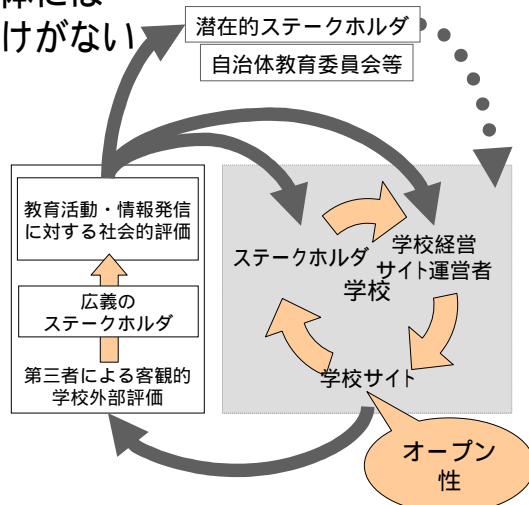 体には
けがない
潜在的ステークホルダ
自治体教育委員会等
教育活動・情報発信
に対する社会的評価
広義の
ステークホルダ
第三者による客観的
学校外部評価
ステークホルダ
学校経営
サイト運営者
学校
学校サイト
オープン
性